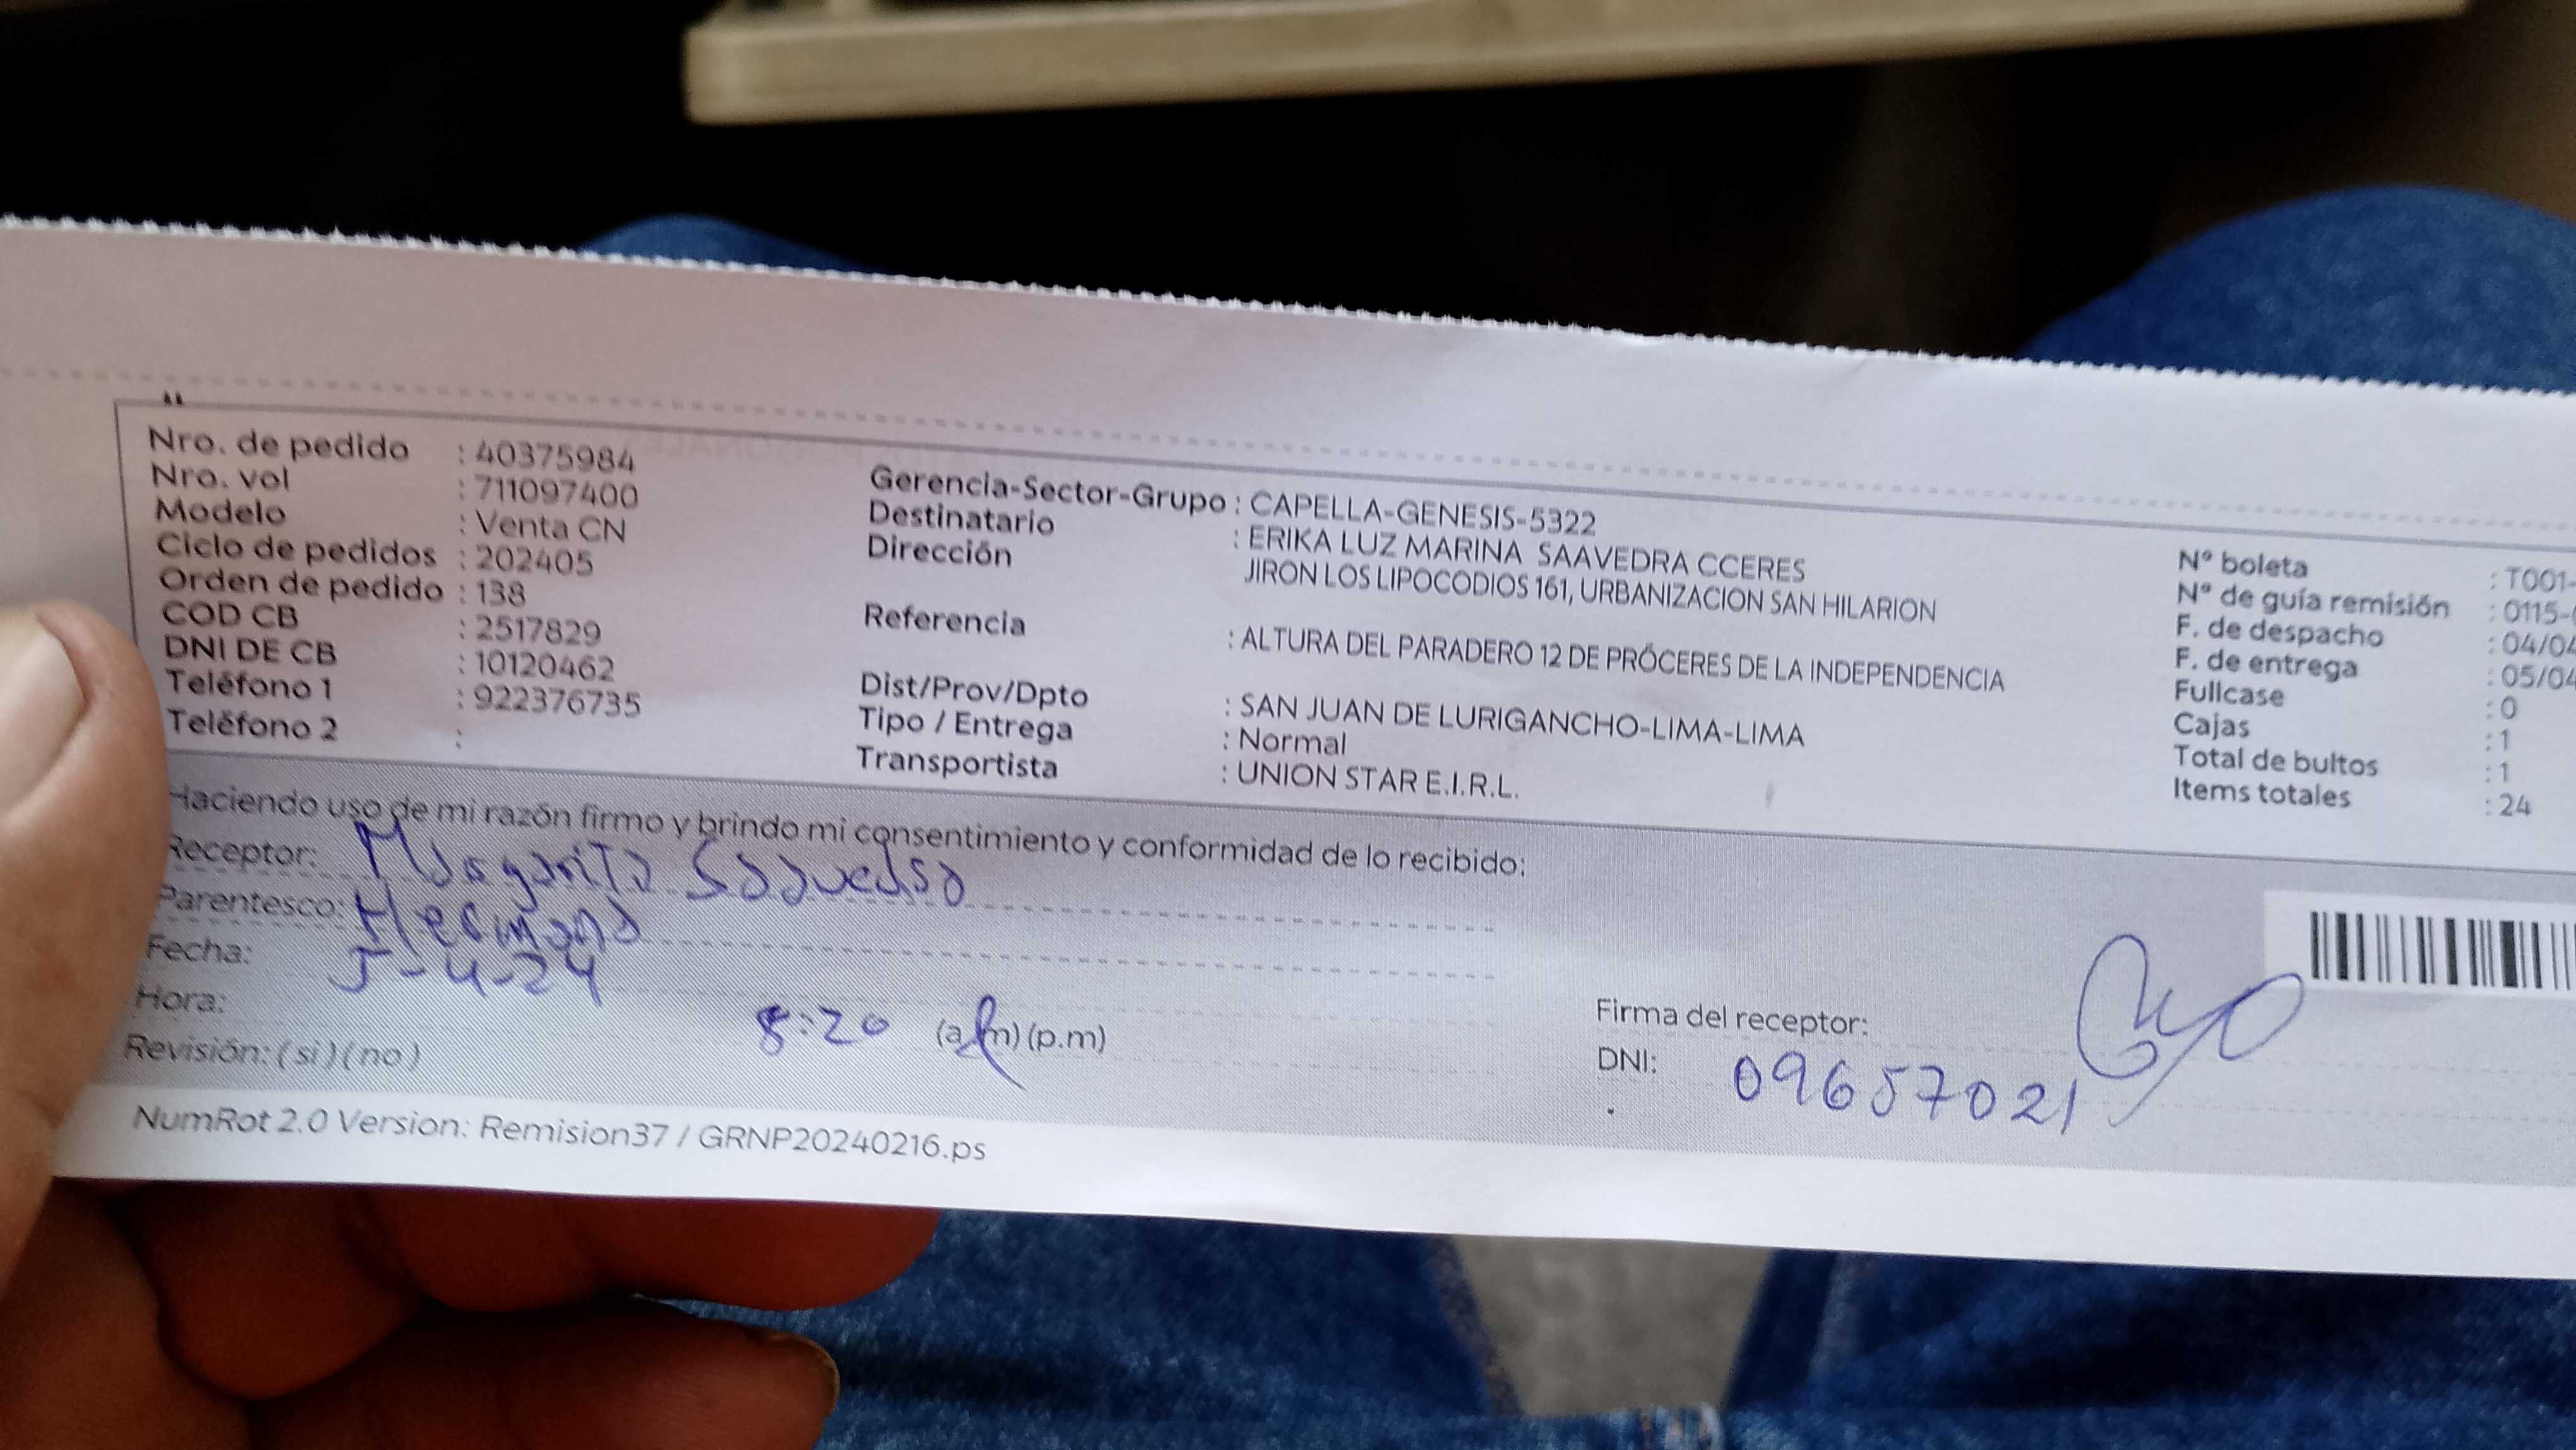 Nro. de pedido : 40375984
Nro. vol : 711097400
Modelo : Venta CN
Ciclo de pedidos : 202405
Orden de pedido : 138
COD CB : 2517829
DNI DE CB : 10120462
Teléfono 1 : 922376735
Teléfono 2 :
Gerencia-Sector-Grupo : CAPELLA-GENESIS-5322
Destinatario : ERIKA LUZ MARINA SAAVEDRA CCERES
Dirección JIRON LOS LIPOCODIOS 161, URBANIZACION SAN HILARION
Referencia : ALTURA DEL PARADERO 12 DE PRÓCERES DE LA INDEPENDENCIA
Dist/Prov/Dpto : SAN JUAN DE LURIGANCHO-LIMA-LIMA
Tipo / Entrega : Normal
Transportista : UNION STAR E.I.R.L.
N° boleta : T001-
N° de guía remisión : 0115-
F. de despacho : 04/04
F. de entrega : 05/04
Fullcase : 0
Cajas : 1
Total de bultos : 1
Items totales : 24
Haciendo uso de mi razón firmo y brindo mi consentimiento y conformidad de lo recibido:
Receptor: Margarita Saavedra
Parentesco: Hermana
Fecha: 5-4-24
Hora: 8:20 (a.m) (p.m)
Revisión: ( si ) ( no )
Firma del receptor:
DNI: 09657021
NumRot 2.0 Version: Remision37 / GRNP20240216.ps